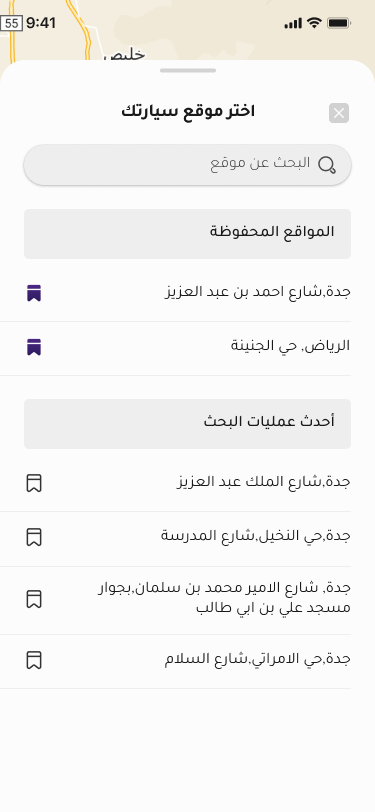 9:41
55
خليص
اختر موقع سيارتك
البحث عن موقع
المواقع المحفوظة
جدة,شارع احمد بن عبد العزيز
الرياض, حي الجنينة
أحدث عمليات البحث
جدة,شارع الملك عبد العزيز
جدة,حي النخيل,شارع المدرسة
جدة, شارع الامير محمد بن سلمان,بجوار
مسجد علي بن ابي طالب
جدة,حي الامراتي,شارع السلام